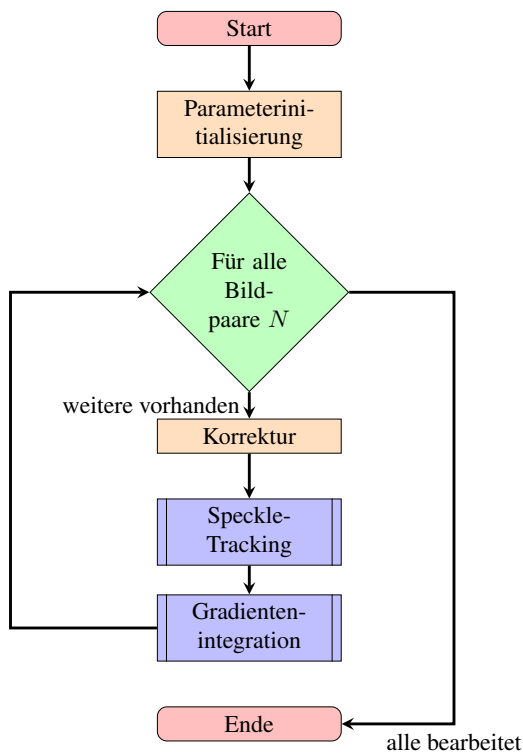 Start
Parameterini-
tialisierung
Für alle
Bild-
paare N
weitere vorhanden
Korrektur
Speckle-
Tracking
Gradienten-
integration
Ende
alle bearbeitet